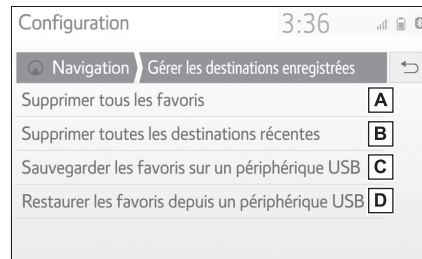 Configuration 3:36
Navigation Gérer les destinations enregistrées
Supprimer tous les favoris A
Supprimer toutes les destinations récentes B
Sauvegarder les favoris sur un périphérique USB C
Restaurer les favoris depuis un périphérique USB D